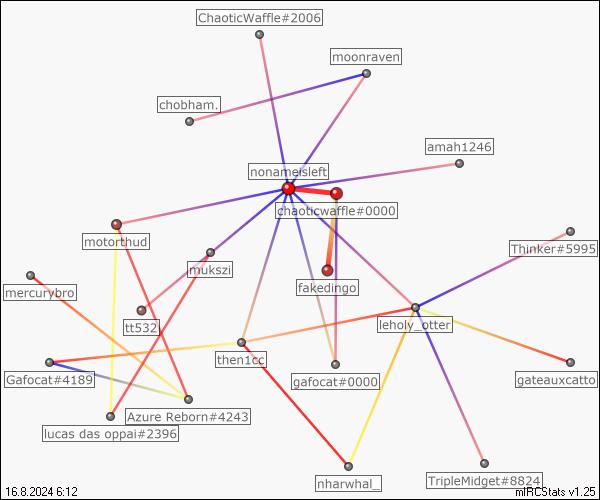 ChaoticWaffle#2006
moonraven
chobham.
amah1246
nonameisleft
chaoticwaffle#0000
motorthud
Thinker#5995
mukszi
fakedingo
mercurybro
tt532
leholy_otter
then1cc
Gafocat#4189
gafocat#0000
gateauxcatto
Azure Reborn#4243
lucas das oppai#2396
nharwhal_
TripleMidget#8824
16.8.2024 6:12
mIRCStats v1.25